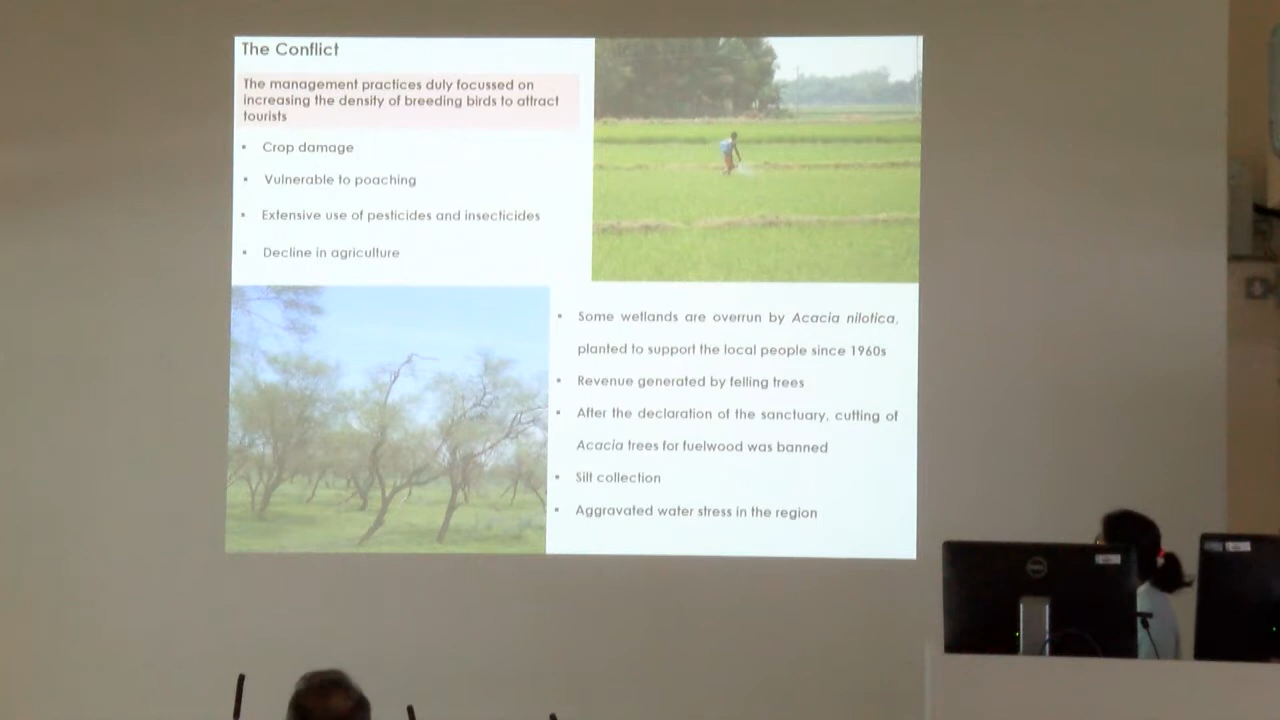 The Conflict
The management practices duly focussed on
increasing the density of breeding birds to attract
tourists
▪ Crop damage
▪ Vulnerable to poaching
▪ Extensive use of pesticides and insecticides
▪ Decline in agriculture
▪ Some wetlands are overrun by Acacia nilotica,
planted to support the local people since 1960s
▪ Revenue generated by felling trees
▪ After the declaration of the sanctuary, cutting of
Acacia trees for fuelwood was banned
▪ Silt collection
▪ Aggravated water stress in the region
DELL